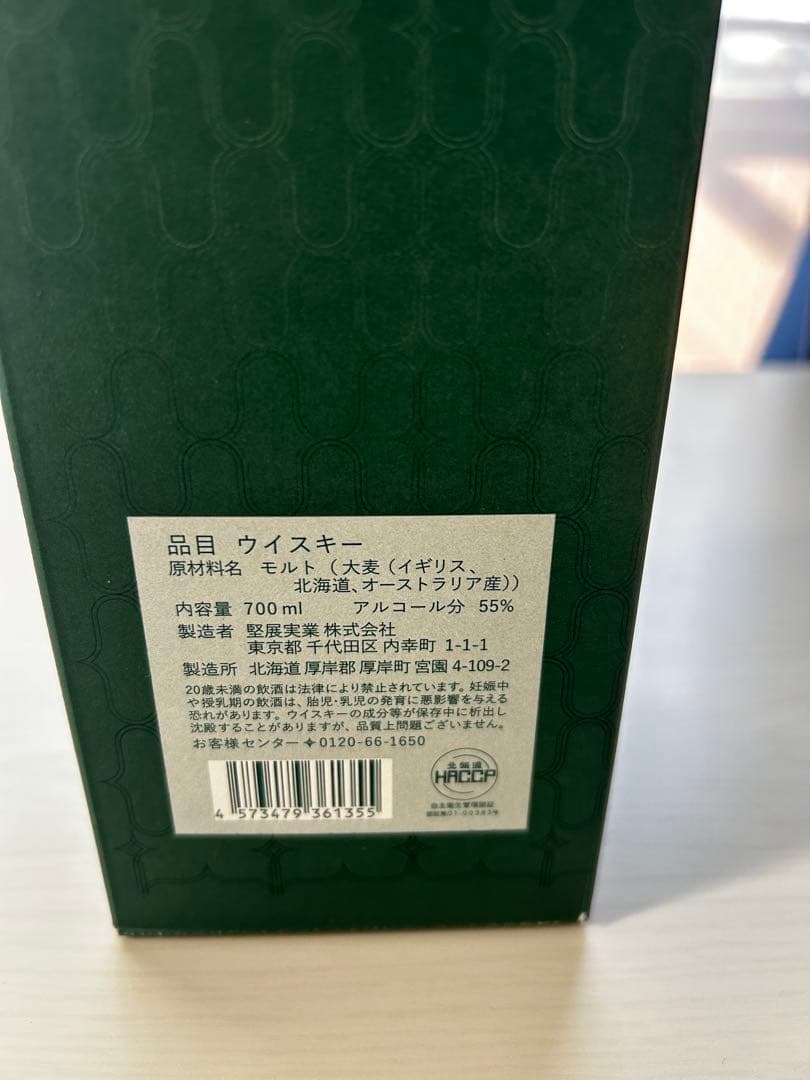 品目 ウイスキー
原材料名 モルト（大麦（イギリス、
北海道、オーストラリア産））
内容量 700ml アルコール分 55%
製造者 堅展実業 株式会社
東京都 千代田区 内幸町 1-1-1
製造所 北海道 厚岸郡 厚岸町 宮園 4-109-2
20歳未満の飲酒は法律により禁止されています。妊娠中
や授乳期の飲酒は、胎児・乳児の発育に悪影響を与える
恐れがあります。ウイスキーの成分等が保存中に析出し
沈殿することがありますが、品質上問題ございません。
お客様センター✦0120-66-1650
4 573479 361355
北海道
HACCP
自主衛生管理認証